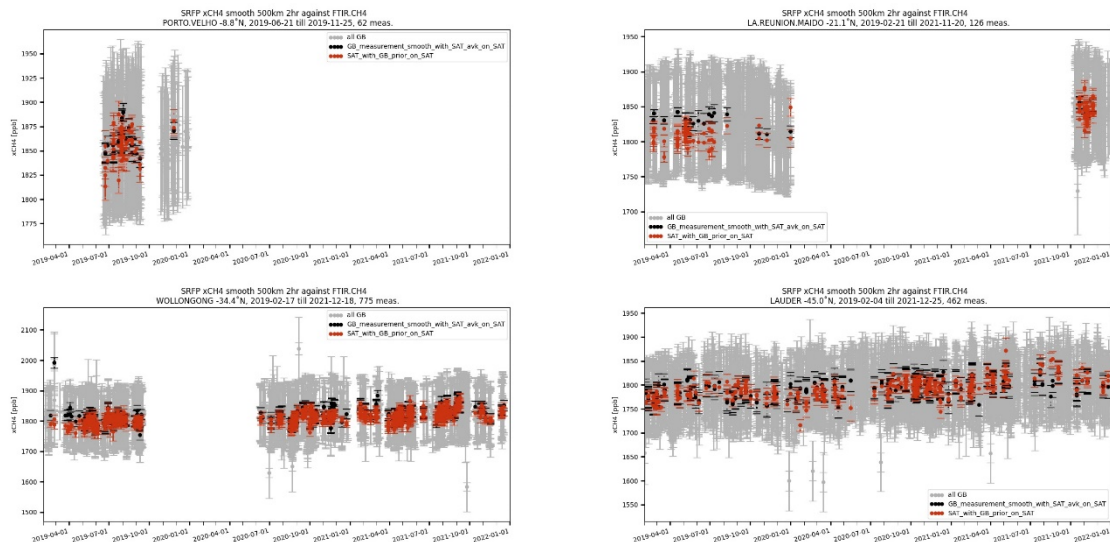 SRFP xCH4 smooth 500km 2hr against FTIR.CH4
PORTO.VELHO -8.8°N, 2019-06-21 till 2019-11-25, 62 meas.
xCH4 [ppb]
1950
1925
1900
1875
1850
1825
1800
1775
all GB
GB_measurement_smooth_with_SAT_avk_on_SAT
SAT_with_GB_prior_on_SAT
2019-04-01 2019-07-01 2019-10-01 2020-01-01 2020-04-01 2020-07-01 2020-10-01 2021-01-01 2021-04-01 2021-07-01 2021-10-01 2022-01-01
SRFP xCH4 smooth 500km 2hr against FTIR.CH4
LA.REUNION.MAIDO -21.1°N, 2019-02-21 till 2021-11-20, 126 meas.
xCH4 [ppb]
1950
1900
1850
1800
1750
1700
all GB
GB_measurement_smooth_with_SAT_avk_on_SAT
SAT_with_GB_prior_on_SAT
2019-04-01 2019-07-01 2019-10-01 2020-01-01 2020-04-01 2020-07-01 2020-10-01 2021-01-01 2021-04-01 2021-07-01 2021-10-01 2022-01-01
SRFP xCH4 smooth 500km 2hr against FTIR.CH4
WOLLONGONG -34.4°N, 2019-02-17 till 2021-12-18, 775 meas.
xCH4 [ppb]
2100
2000
1900
1800
1700
1600
1500
all GB
GB_measurement_smooth_with_SAT_avk_on_SAT
SAT_with_GB_prior_on_SAT
2019-04-01 2019-07-01 2019-10-01 2020-01-01 2020-04-01 2020-07-01 2020-10-01 2021-01-01 2021-04-01 2021-07-01 2021-10-01 2022-01-01
SRFP xCH4 smooth 500km 2hr against FTIR.CH4
LAUDER -45.0°N, 2019-02-04 till 2021-12-25, 462 meas.
xCH4 [ppb]
1950
1900
1850
1800
1750
1700
1650
1600
1550
all GB
GB_measurement_smooth_with_SAT_avk_on_SAT
SAT_with_GB_prior_on_SAT
2019-04-01 2019-07-01 2019-10-01 2020-01-01 2020-04-01 2020-07-01 2020-10-01 2021-01-01 2021-04-01 2021-07-01 2021-10-01 2022-01-01